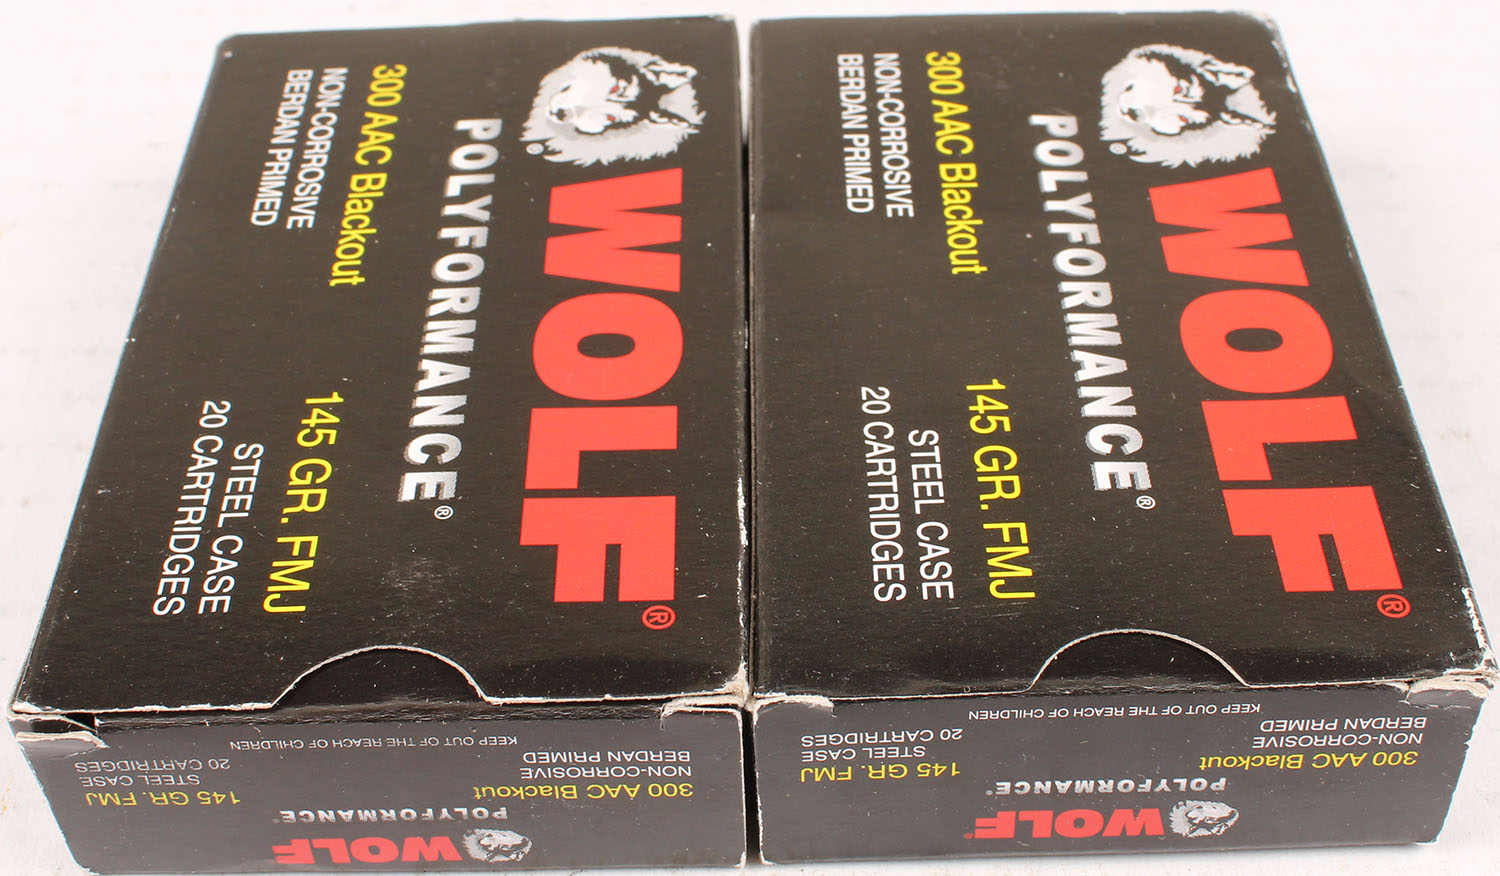 WOLF®
POLYFORMANCE®
300 AAC Blackout
NON-CORROSIVE
BERDAN PRIMED
145 GR. FMJ
STEEL CASE
20 CARTRIDGES
KEEP OUT OF THE REACH OF CHILDREN
WOLF®
POLYFORMANCE®
300 AAC Blackout
NON-CORROSIVE
BERDAN PRIMED
145 GR. FMJ
STEEL CASE
20 CARTRIDGES
WOLF®
POLYFORMANCE®
300 AAC Blackout
NON-CORROSIVE
BERDAN PRIMED
145 GR. FMJ
STEEL CASE
20 CARTRIDGES
KEEP OUT OF THE REACH OF CHILDREN
WOLF®
POLYFORMANCE®
300 AAC Blackout
NON-CORROSIVE
BERDAN PRIMED
145 GR. FMJ
STEEL CASE
20 CARTRIDGES